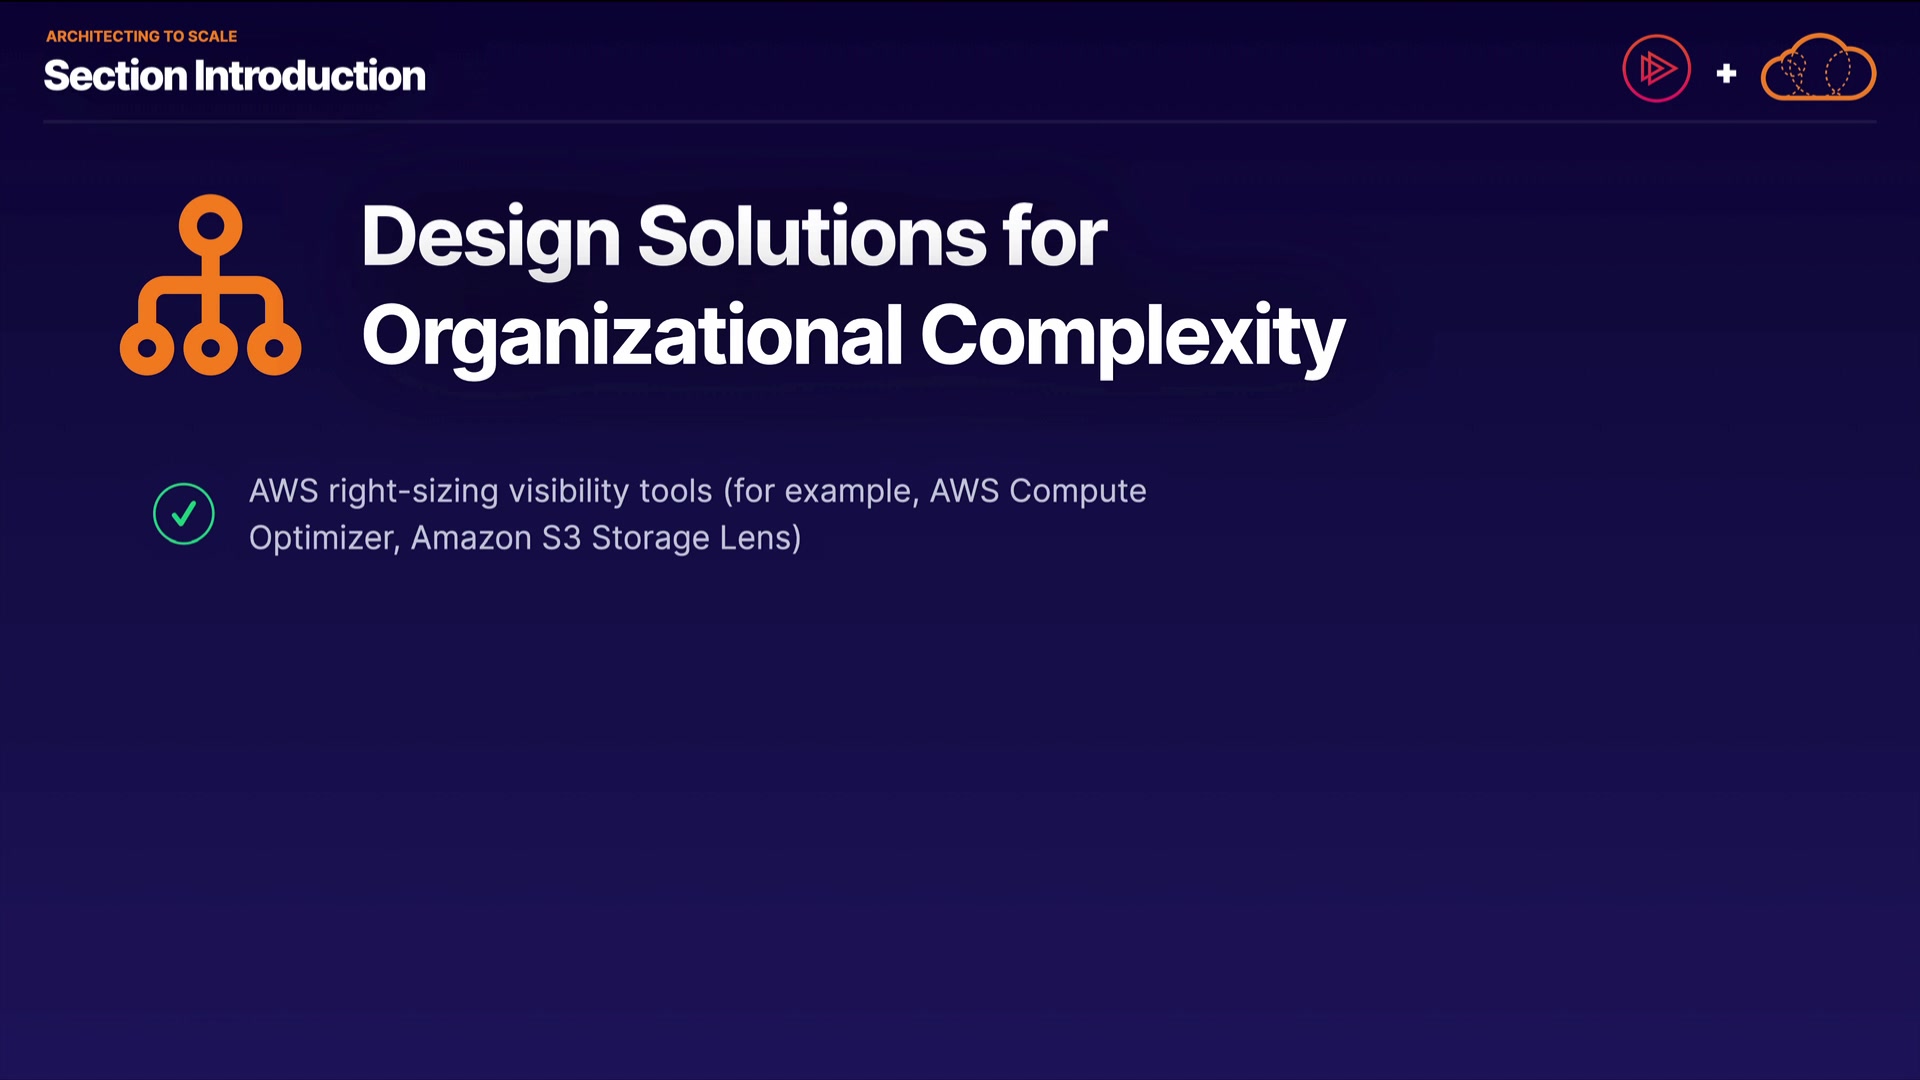 ARCHITECTING TO SCALE
Section Introduction
Design Solutions for
Organizational Complexity
AWS right-sizing visibility tools (for example, AWS Compute
Optimizer, Amazon S3 Storage Lens)